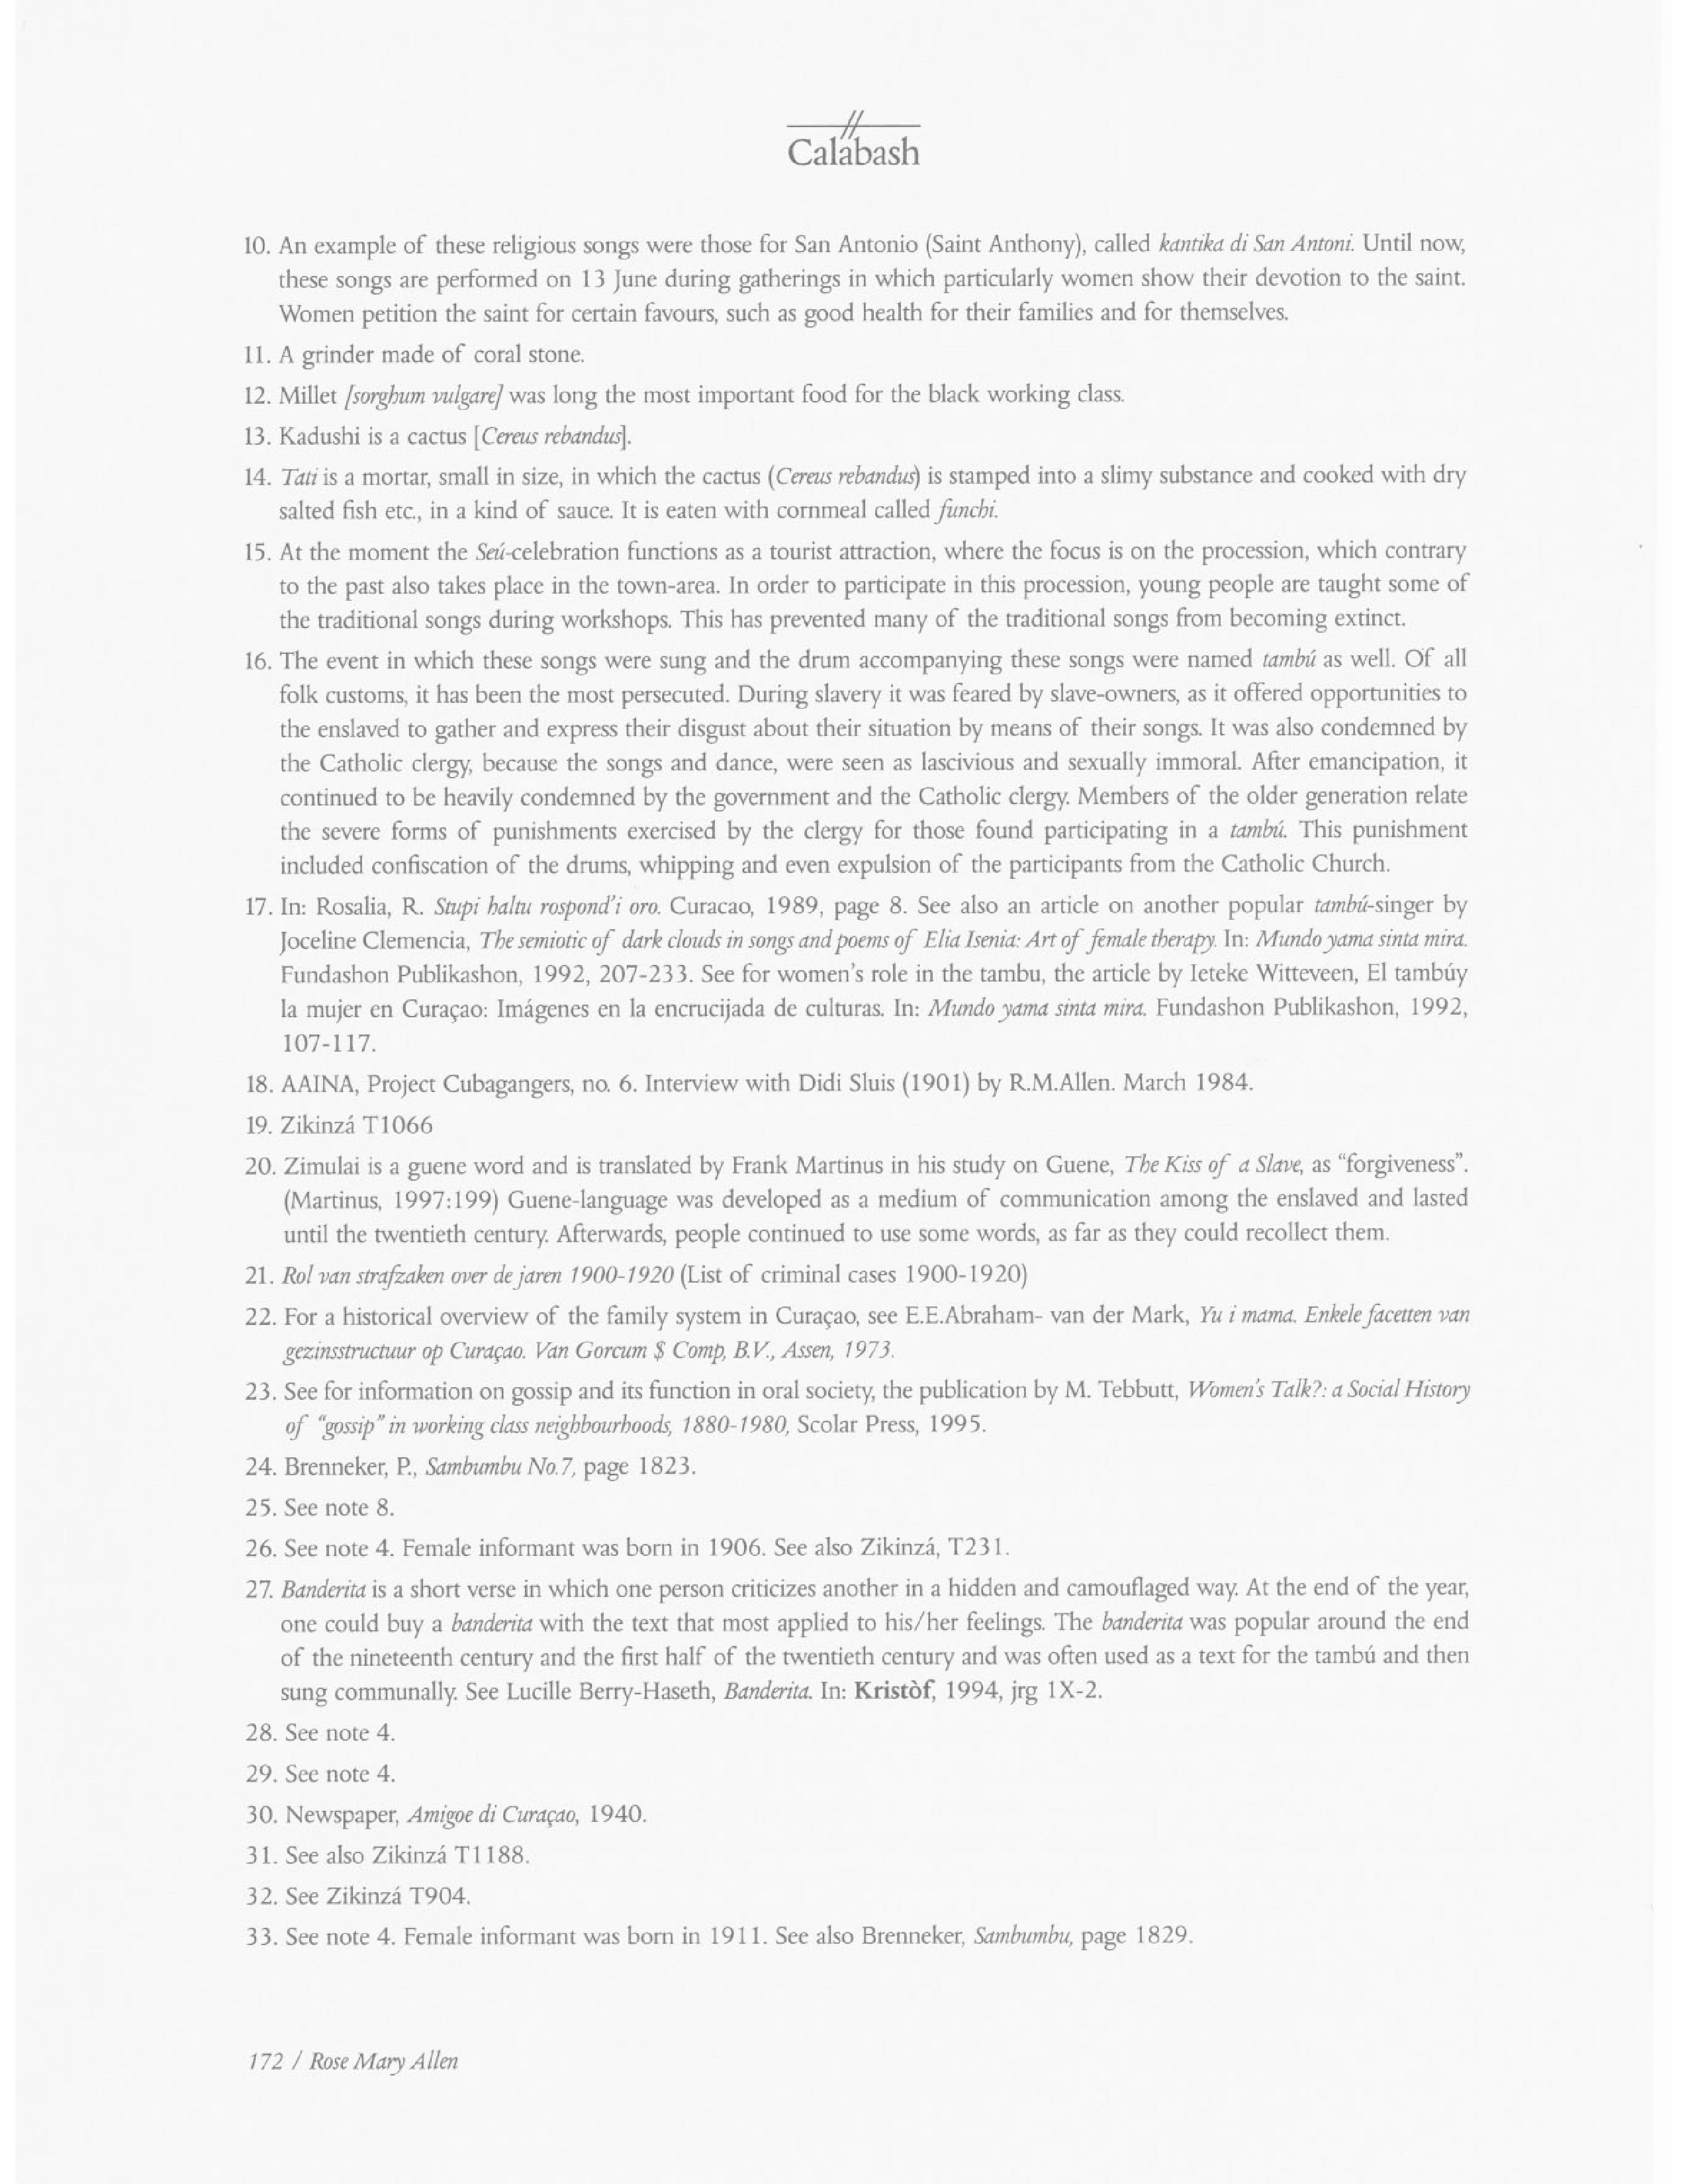 Calabash
10. An example of these religious songs were those for San Antonio (Saint Anthony), called kantika di San Antoni. Until now,
these songs are performed on 13 June during gatherings in which particularly women show their devotion to the saint.
Women petition the saint for certain favours, such as good health for their families and for themselves.
11. A grinder made of coral stone.
12. Millet [sorghum vulgare] was long the most important food for the black working class.
13. Kadushi is a cactus [Cereus rebandus].
14. Tati is a mortar, small in size, in which the cactus (Cereus rebandus) is stamped into a slimy substance and cooked with dry
salted fish etc., in a kind of sauce. It is eaten with cornmeal called funchi.
15. At the moment the Seú-celebration functions as a tourist attraction, where the focus is on the procession, which contrary
to the past also takes place in the town-area. In order to participate in this procession, young people are taught some of
the traditional songs during workshops. This has prevented many of the traditional songs from becoming extinct.
16. The event in which these songs were sung and the drum accompanying these songs were named tambú as well. Of all
folk customs, it has been the most persecuted. During slavery it was feared by slave-owners, as it offered opportunities to
the enslaved to gather and express their disgust about their situation by means of their songs. It was also condemned by
the Catholic clergy, because the songs and dance, were seen as lascivious and sexually immoral. After emancipation, it
continued to be heavily condemned by the government and the Catholic clergy. Members of the older generation relate
the severe forms of punishments exercised by the clergy for those found participating in a tambú. This punishment
included confiscation of the drums, whipping and even expulsion of the participants from the Catholic Church.
17. In: Rosalia, R. Stupi haltu rospond'i oro. Curacao, 1989, page 8. See also an article on another popular tambú-singer by
Joceline Clemencia, The semiotic of dark clouds in songs and poems of Elia Isenia: Art of female therapy. In: Mundo yama sinta mira.
Fundashon Publikashon, 1992, 207-233. See for women's role in the tambu, the article by Ieteke Witteveen, El tambúy
la mujer en Curaçao: Imágenes en la encrucijada de culturas. In: Mundo yama sinta mira. Fundashon Publikashon, 1992,
107-117.
18. AAINA, Project Cubagangers, no. 6. Interview with Didi Sluis (1901) by R.M.Allen. March 1984.
19. Zikinzá T1066
20. Zimulai is a guene word and is translated by Frank Martinus in his study on Guene, The Kiss of a Slave, as “forgiveness”.
(Martinus, 1997:199) Guene-language was developed as a medium of communication among the enslaved and lasted
until the twentieth century. Afterwards, people continued to use some words, as far as they could recollect them.
21. Rol van strafzaken over de jaren 1900-1920 (List of criminal cases 1900-1920)
22. For a historical overview of the family system in Curaçao, see E.E.Abraham- van der Mark, Yu i mama. Enkele facetten van
gezinsstructuur op Curaçao. Van Gorcum $ Comp, B.V., Assen, 1973.
23. See for information on gossip and its function in oral society, the publication by M. Tebbutt, Women's Talk?: a Social History
of “gossip” in working class neighbourhoods, 1880-1980, Scolar Press, 1995.
24. Brenneker, P., Sambumbu No.7, page 1823.
25. See note 8.
26. See note 4. Female informant was born in 1906. See also Zikinzá, T231.
27. Banderita is a short verse in which one person criticizes another in a hidden and camouflaged way. At the end of the year,
one could buy a banderita with the text that most applied to his/her feelings. The banderita was popular around the end
of the nineteenth century and the first half of the twentieth century and was often used as a text for the tambú and then
sung communally. See Lucille Berry-Haseth, Banderita. In: Kristòf, 1994, jrg 1X-2.
28. See note 4.
29. See note 4.
30. Newspaper, Amigoe di Curaçao, 1940.
31. See also Zikinzá T1188.
32. See Zikinzá T904.
33. See note 4. Female informant was born in 1911. See also Brenneker, Sambumbu, page 1829.
172 / Rose Mary Allen